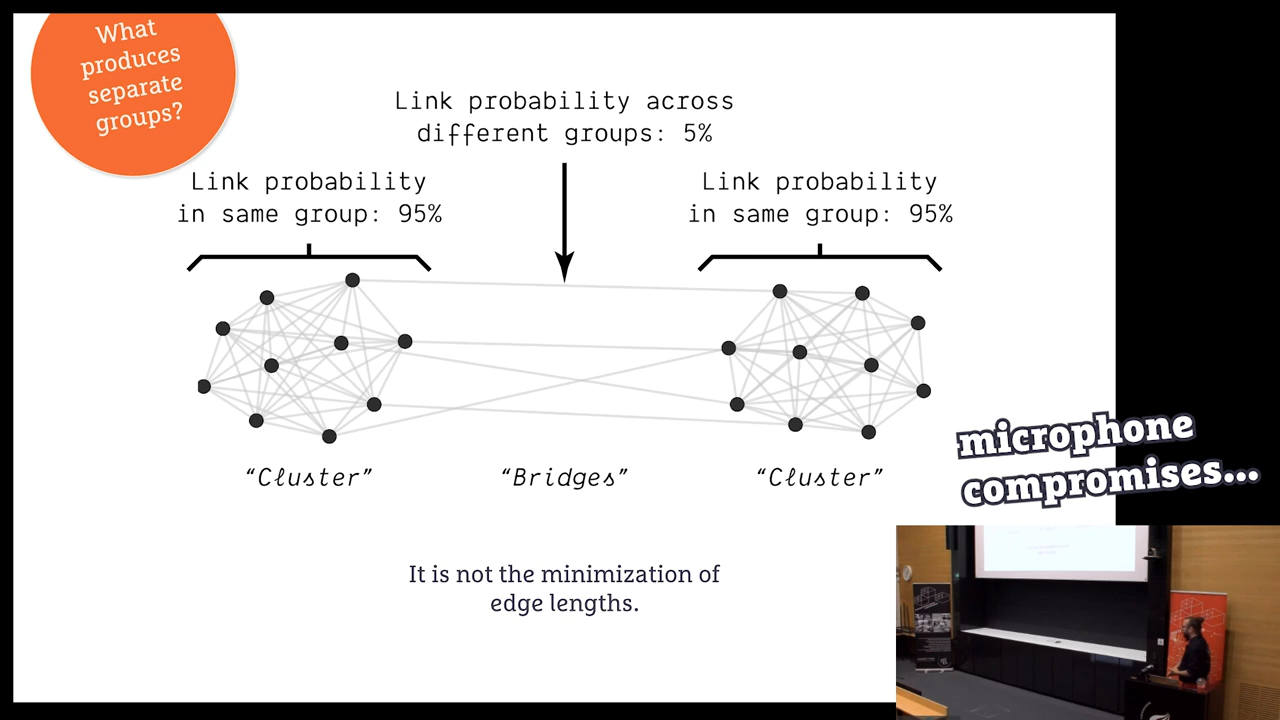 What
produces
separate
groups?
Link probability across
different groups: 5%
Link probability
in same group: 95%
Link probability
in same group: 95%
“Cluster”
“Bridges”
“Cluster”
microphone
compromises...
It is not the minimization of
edge lengths.